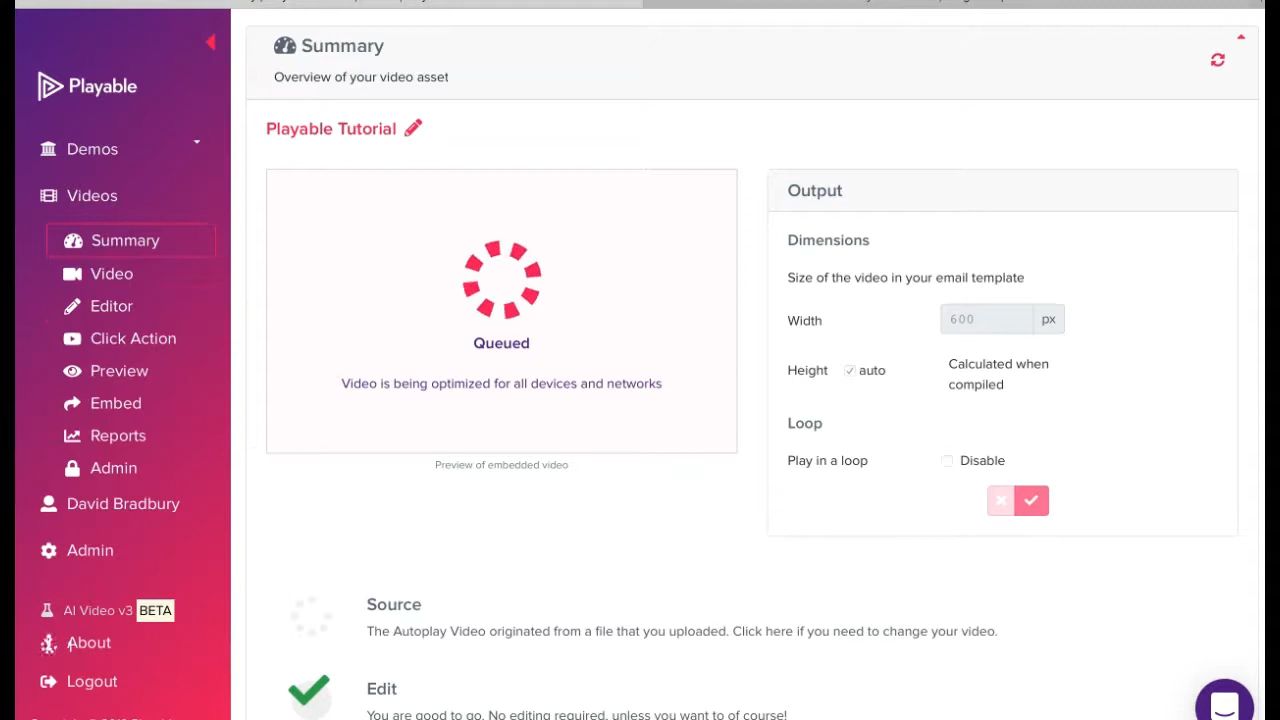 Playable
Demos
Videos
Summary
Video
Editor
Click Action
Preview
Embed
Reports
Admin
David Bradbury
Admin
AI Video v3 BETA
About
Logout
Summary
Overview of your video asset
Playable Tutorial
Queued
Video is being optimized for all devices and networks
Preview of embedded video
Output
Dimensions
Size of the video in your email template
Width 600 px
Height auto Calculated when
compiled
Loop
Play in a loop Disable
Source
The Autoplay Video originated from a file that you uploaded. Click here if you need to change your video.
Edit
You are good to go. No editing required, unless you want to of course!